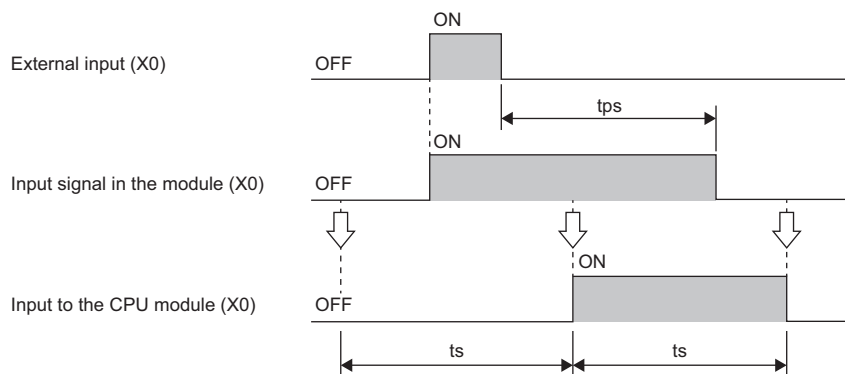 ON
External input (X0) OFF
tps
ON
Input signal in the module (X0) OFF
ON
Input to the CPU module (X0) OFF
ts ts